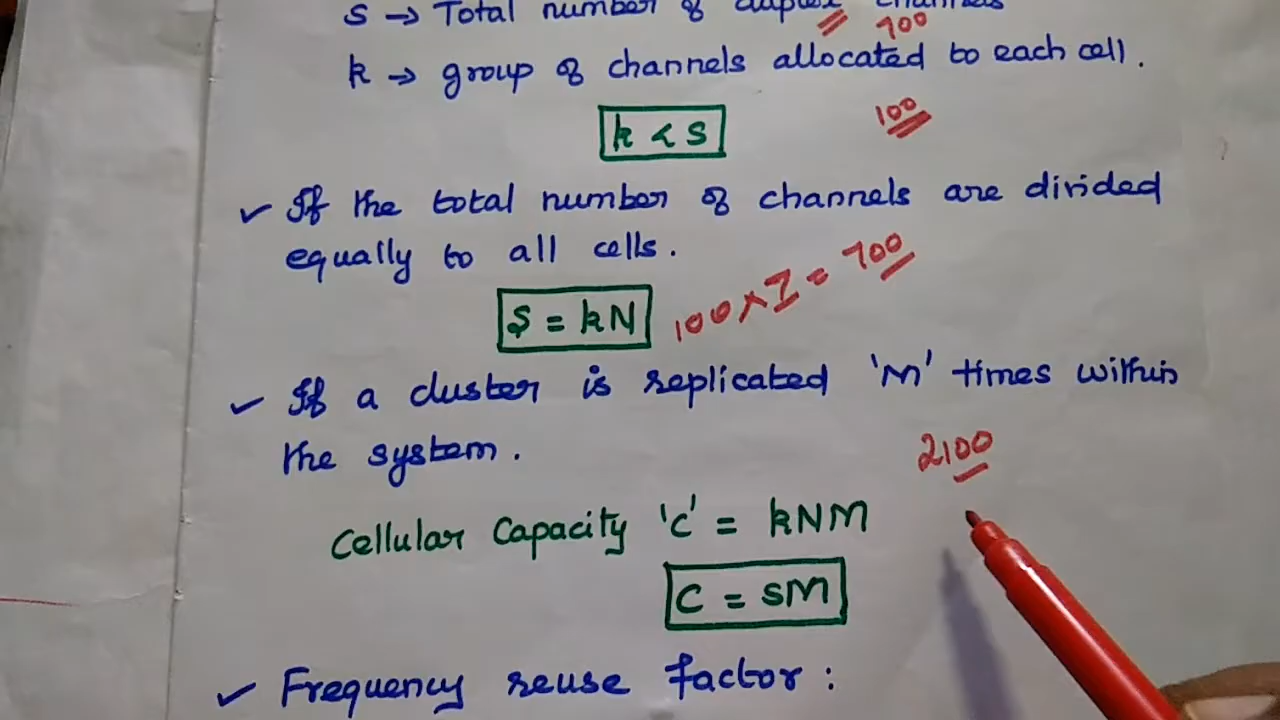 S → Total number of duplex channels
700
k → group of channels allocated to each cell.
100
k < S
✓ If the total number of channels are divided
equally to all cells.
S = kN 100 × 7 = 700
✓ If a cluster is replicated 'M' times within
the system.
2100
Cellular Capacity 'C' = kNM
C = SM
✓ Frequency reuse factor :